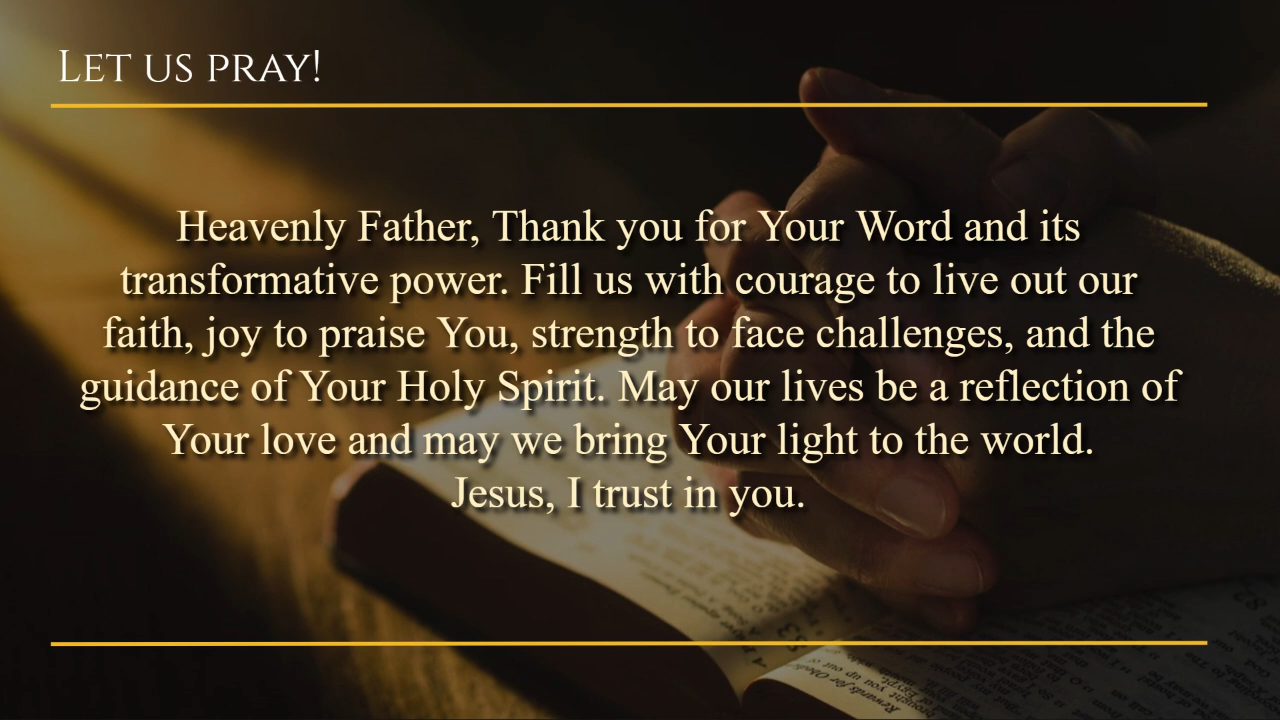 LET US PRAY!
Heavenly Father, Thank you for Your Word and its
transformative power. Fill us with courage to live out our
faith, joy to praise You, strength to face challenges, and the
guidance of Your Holy Spirit. May our lives be a reflection of
Your love and may we bring Your light to the world.
Jesus, I trust in you.
Rewards for Obedi